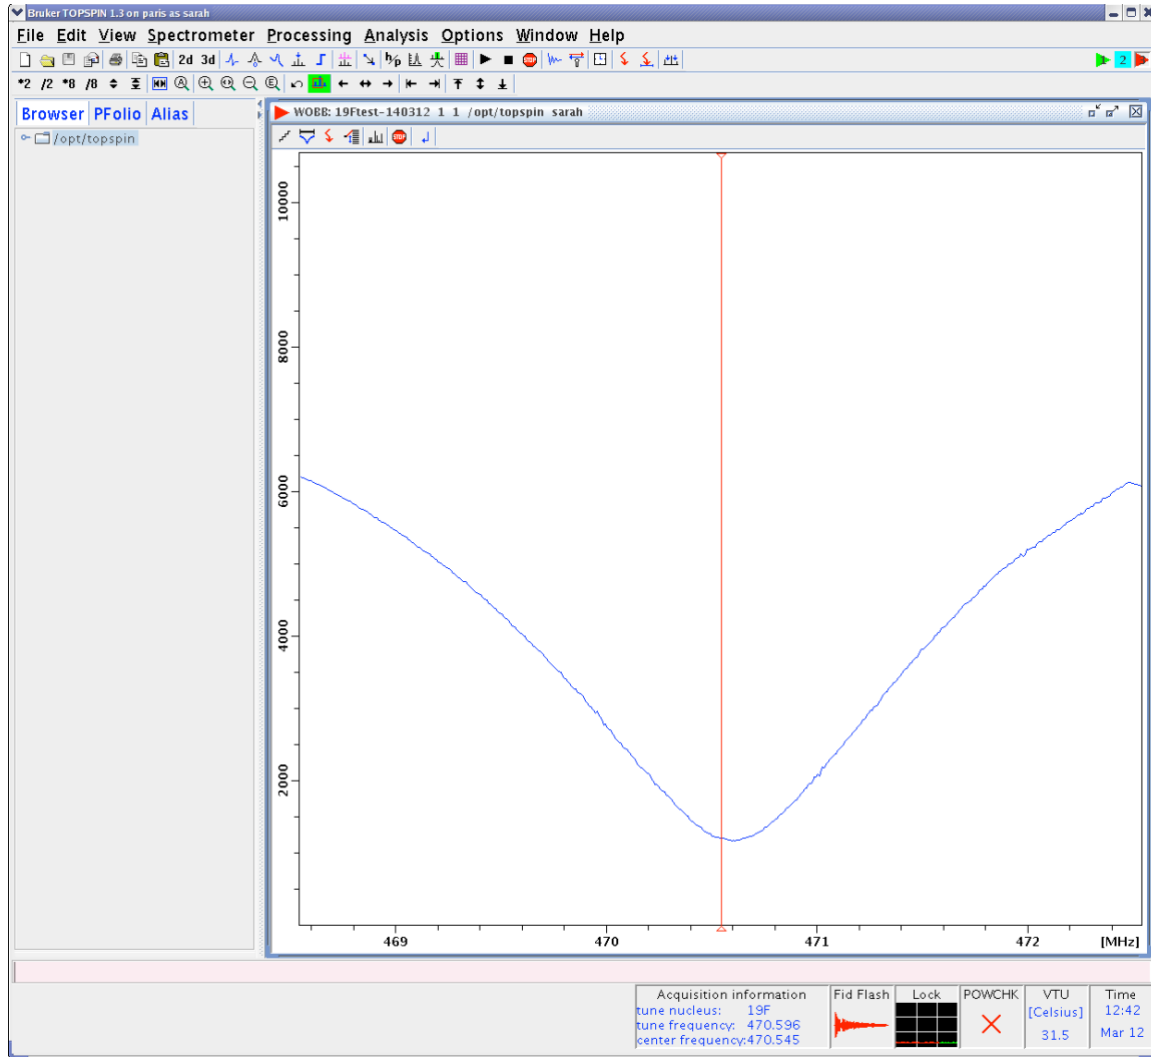 Bruker TOPSPIN 1.3 on paris as sarah
File Edit View Spectrometer Processing Analysis Options Window Help
2d 3d
*2 /2 *8 /8
Browser PFolio Alias
/opt/topspin
WOBB: 19Ftest-140312 1 1 /opt/topspin sarah
10000
8000
6000
4000
2000
469 470 471 472 [MHz]
Acquisition information
tune nucleus: 19F
tune frequency: 470.596
center frequency:470.545
Fid Flash
Lock
POWCHK
VTU
[Celsius]
31.5
Time
12:42
Mar 12